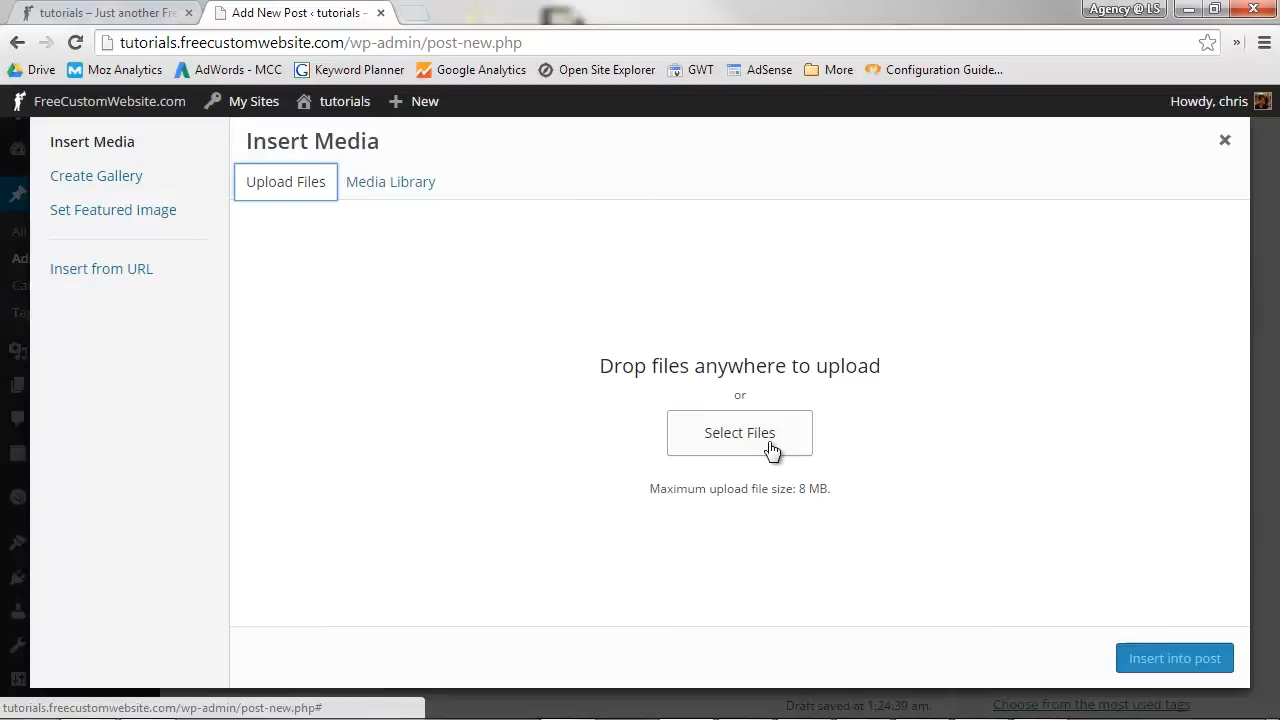 Agency @ LS
tutorials – Just another Fre
Add New Post ‹ tutorials –
tutorials.freecustomwebsite.com/wp-admin/post-new.php
Drive Moz Analytics AdWords - MCC Keyword Planner Google Analytics Open Site Explorer GWT AdSense More Configuration Guide...
FreeCustomWebsite.com My Sites tutorials New Howdy, chris
Insert Media
Create Gallery
Set Featured Image
Insert from URL
Insert Media
Upload Files Media Library
Drop files anywhere to upload
or
Select Files
Maximum upload file size: 8 MB.
Insert into post
All
Ad
Ca
Ta
tutorials.freecustomwebsite.com/wp-admin/post-new.php#
Draft saved at 1:24:39 am.
Choose from the most used tags